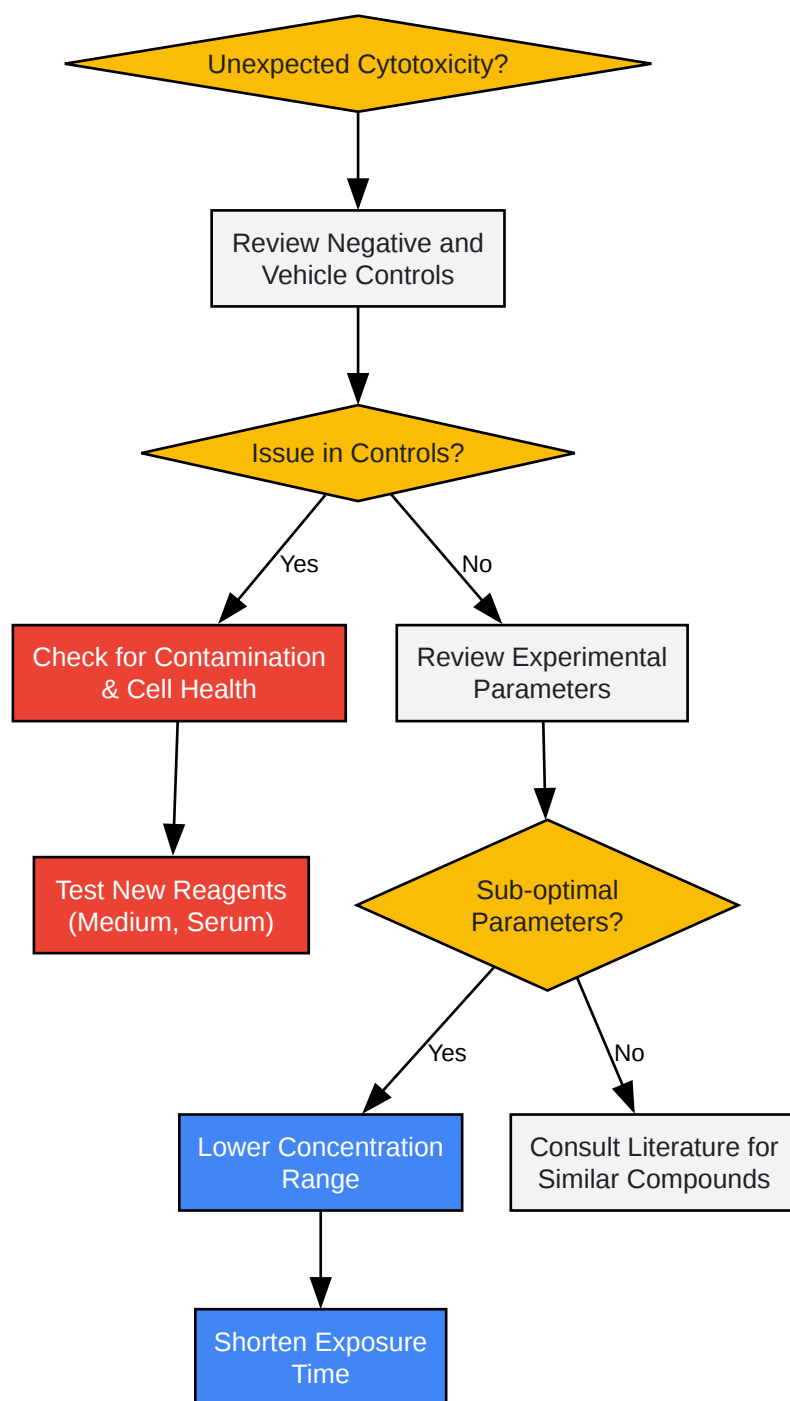 Unexpected Cytotoxicity?
Review Negative and
Vehicle Controls
Issue in Controls?
Yes
No
Check for Contamination
& Cell Health
Review Experimental
Parameters
Test New Reagents
(Medium, Serum)
Sub-optimal
Parameters?
Yes
No
Lower Concentration
Range
Consult Literature for
Similar Compounds
Shorten Exposure
Time